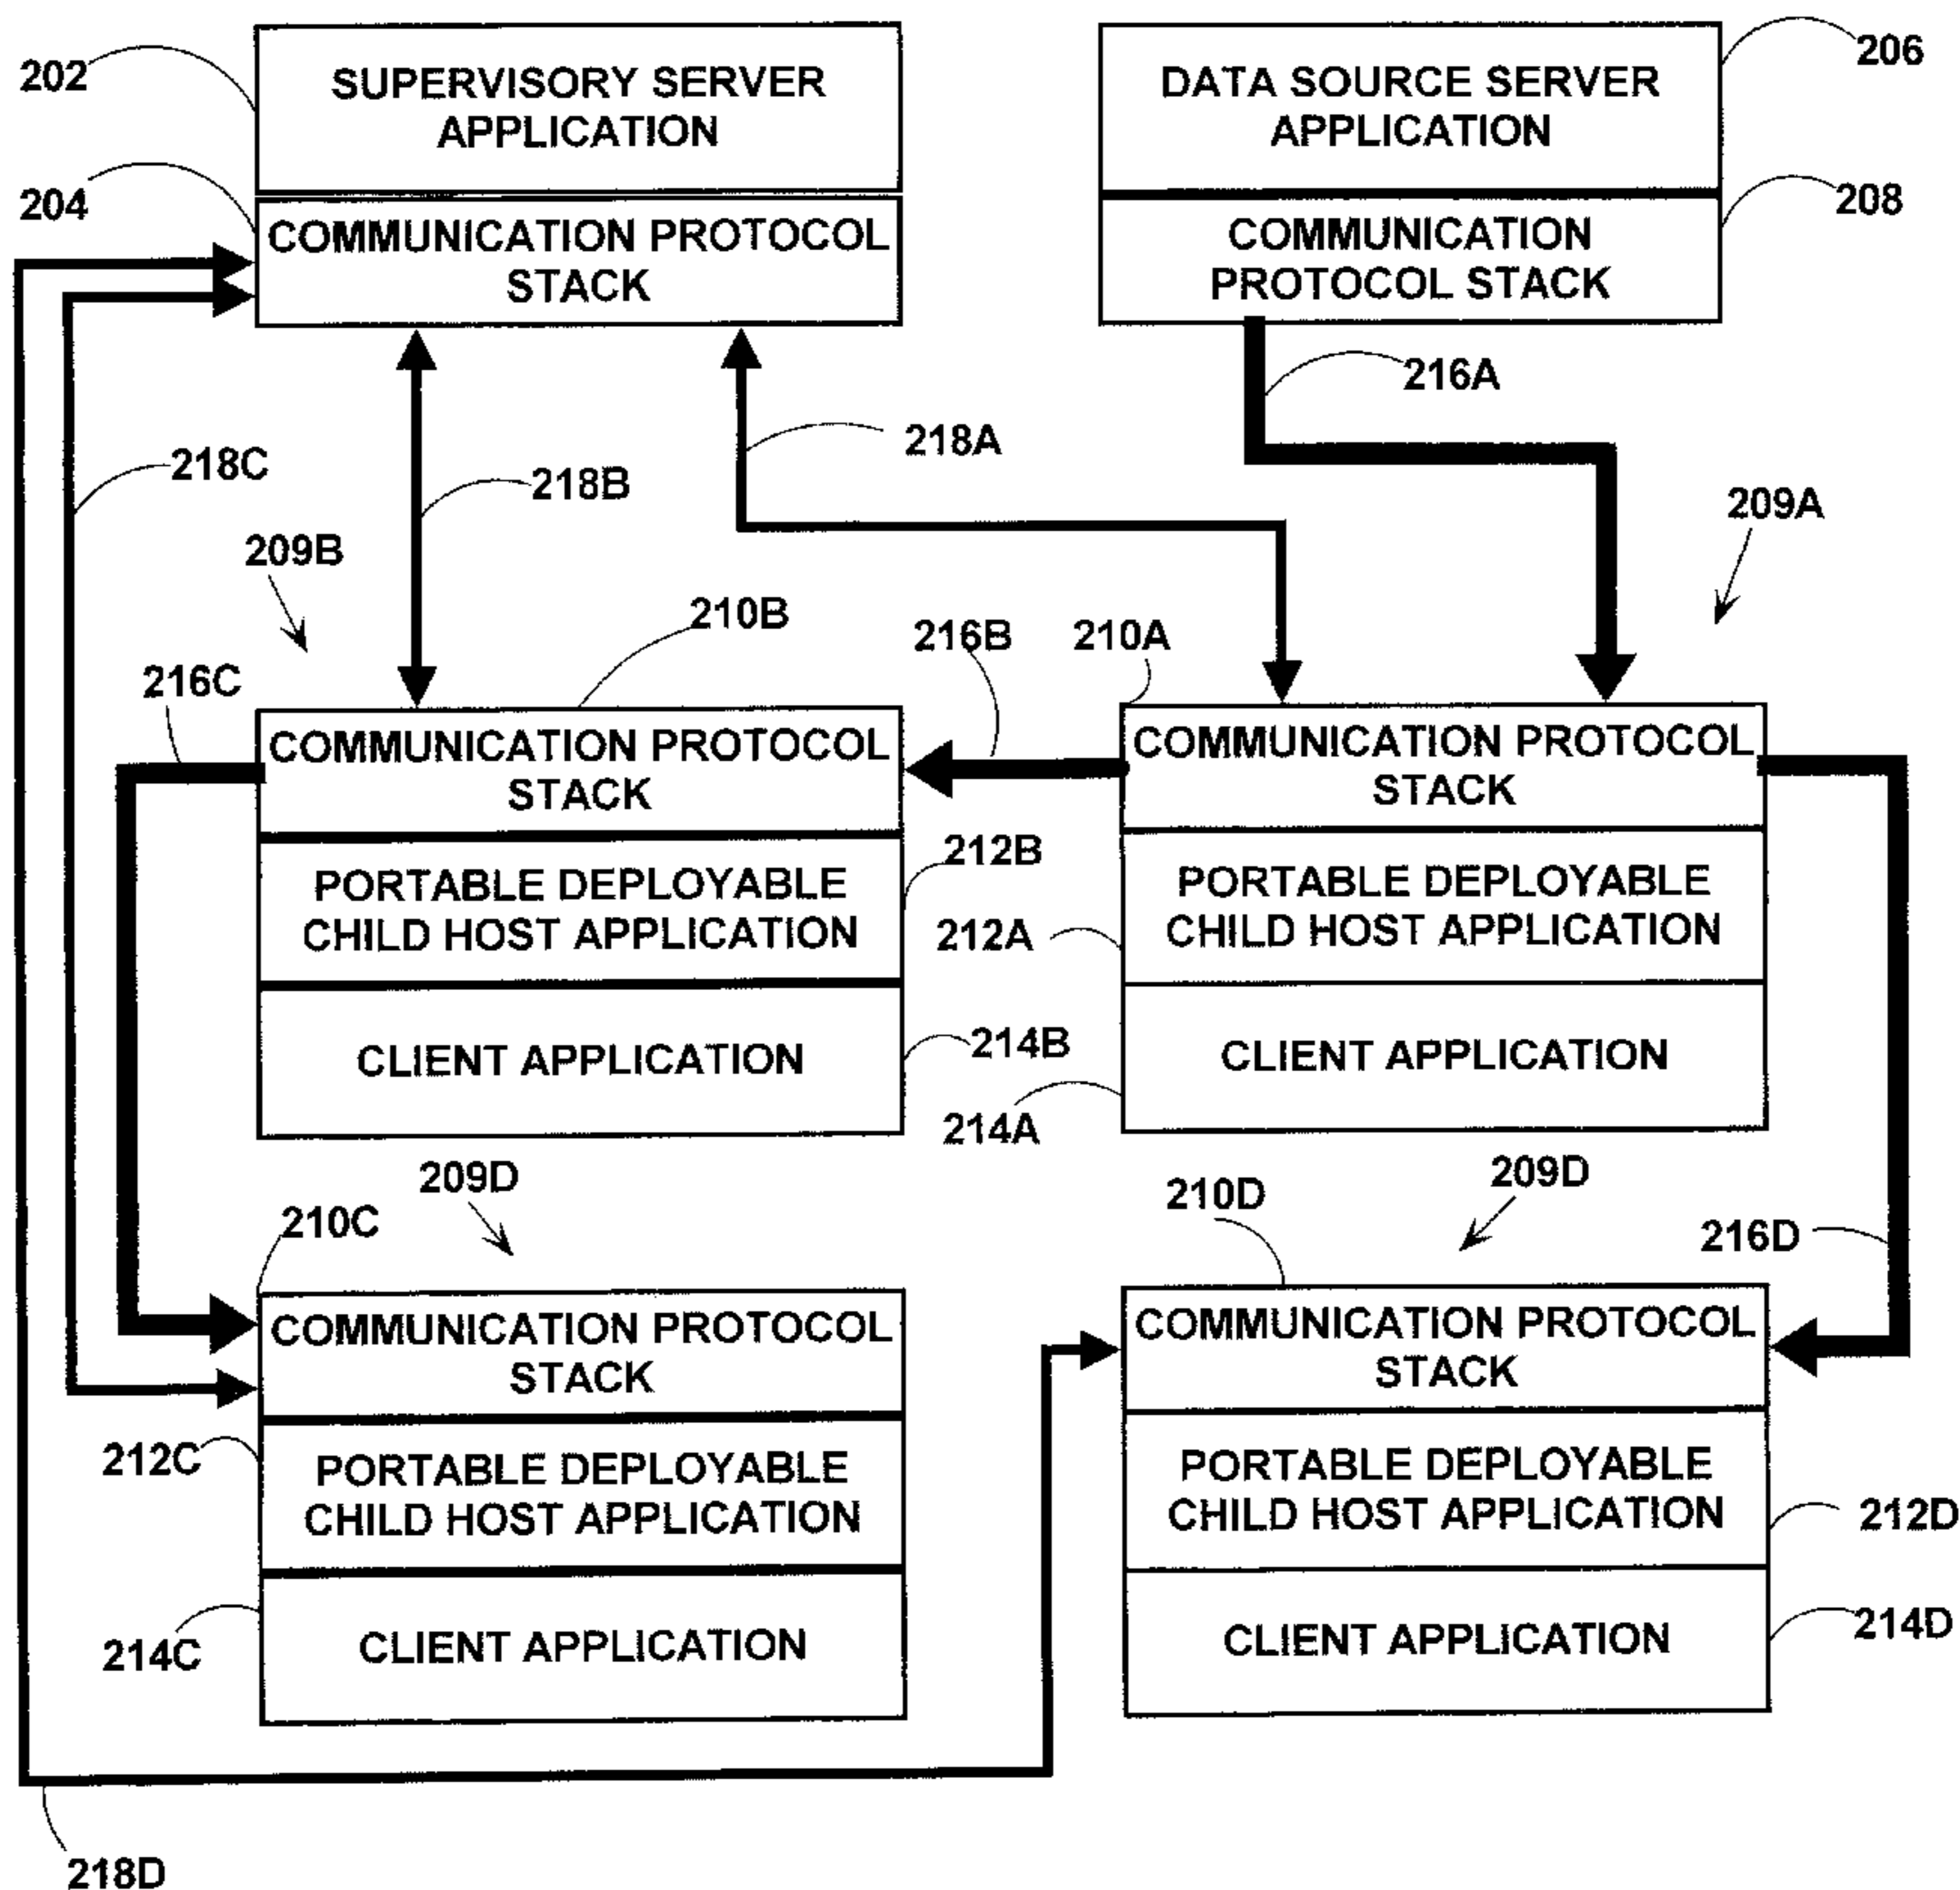 202
SUPERVISORY SERVER
APPLICATION
DATA SOURCE SERVER
APPLICATION
206
204
COMMUNICATION PROTOCOL
STACK
COMMUNICATION
PROTOCOL STACK
208
216A
218A
218C
218B
209A
209B
210B
216B
210A
216C
COMMUNICATION PROTOCOL
STACK
COMMUNICATION PROTOCOL
STACK
212B
PORTABLE DEPLOYABLE
CHILD HOST APPLICATION
212A
PORTABLE DEPLOYABLE
CHILD HOST APPLICATION
CLIENT APPLICATION
214B
214A
CLIENT APPLICATION
209D
210D
209D
210C
216D
COMMUNICATION PROTOCOL
STACK
COMMUNICATION PROTOCOL
STACK
212C
PORTABLE DEPLOYABLE
CHILD HOST APPLICATION
PORTABLE DEPLOYABLE
CHILD HOST APPLICATION
212D
214C
CLIENT APPLICATION
CLIENT APPLICATION
214D
218D